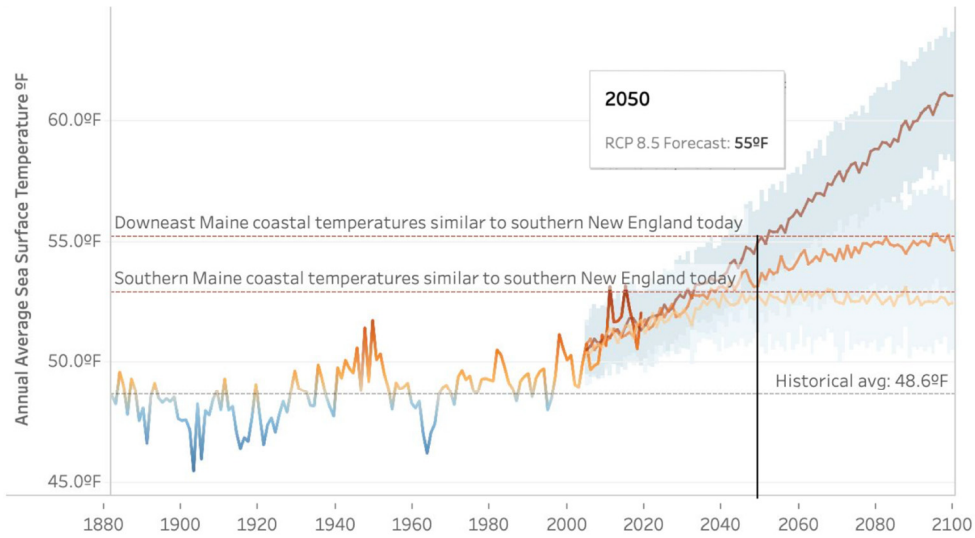 Annual Average Sea Surface Temperature ºF
60.0ºF
55.0ºF
50.0ºF
45.0ºF
2050
RCP 8.5 Forecast: 55ºF
Downeast Maine coastal temperatures similar to southern New England today
Southern Maine coastal temperatures similar to southern New England today
Historical avg: 48.6ºF
1880 1900 1920 1940 1960 1980 2000 2020 2040 2060 2080 2100